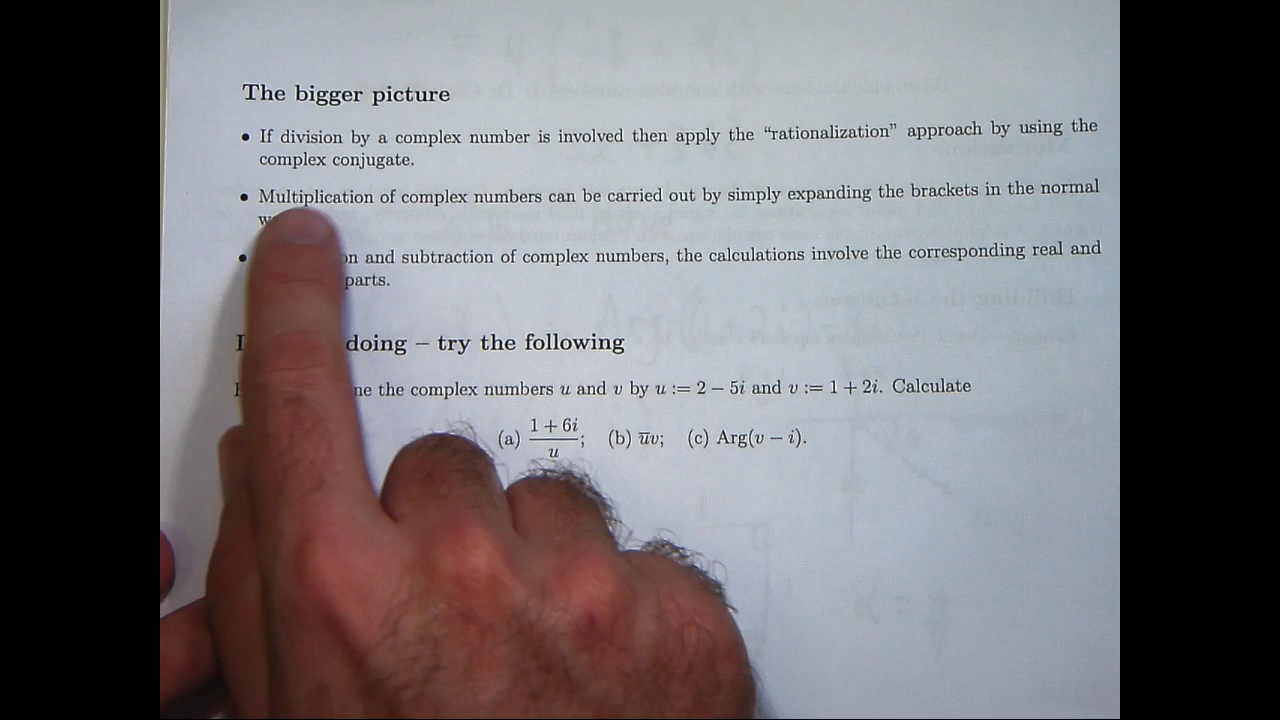 The bigger picture
• If division by a complex number is involved then apply the “rationalization” approach by using the
complex conjugate.
• Multiplication of complex numbers can be carried out by simply expanding the brackets in the normal
• and subtraction of complex numbers, the calculations involve the corresponding real and
parts.
doing – try the following
the complex numbers u and v by u := 2 − 5i and v := 1 + 2i. Calculate
(a) (1 + 6i)/u; (b) u̅v; (c) Arg(v − i).